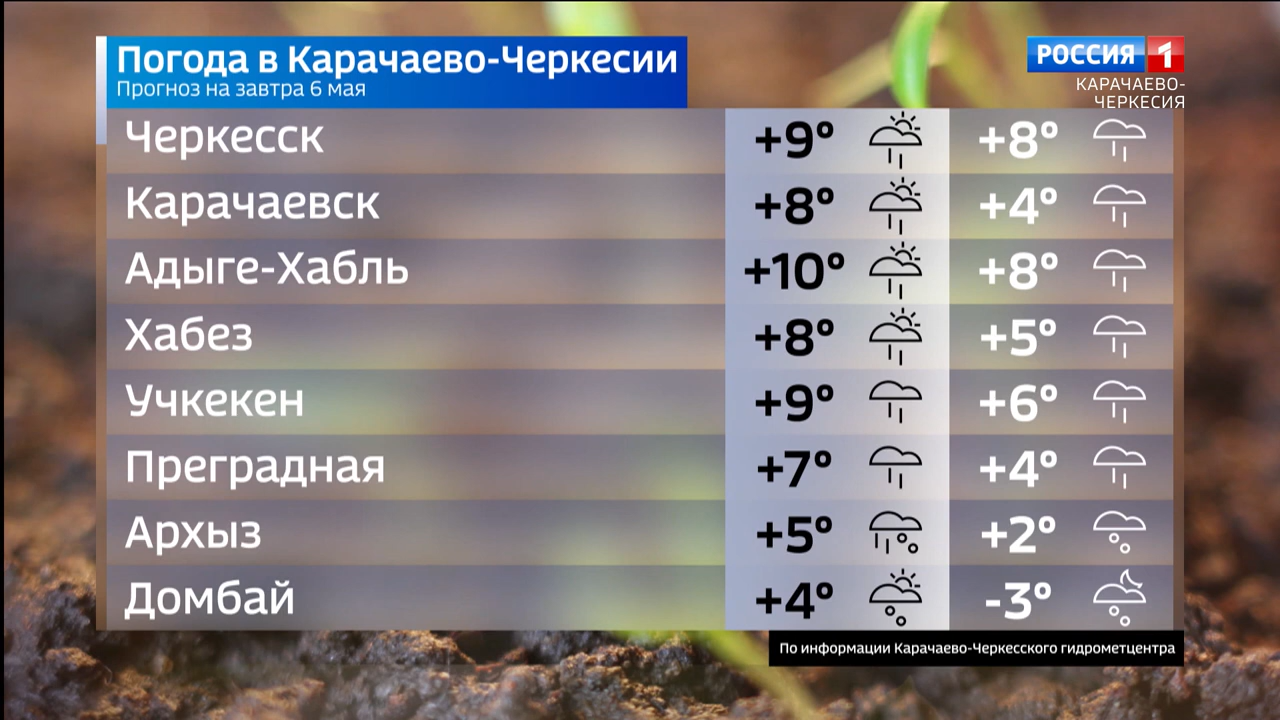 Погода в Карачаево-Черкесии
Прогноз на завтра 6 мая
РОССИЯ 1
КАРАЧАЕВО-
ЧЕРКЕСИЯ
Черкесск +9° +8°
Карачаевск +8° +4°
Адыге-Хабль +10° +8°
Хабез +8° +5°
Учкекен +9° +6°
Преградная +7° +4°
Архыз +5° +2°
Домбай +4° -3°
По информации Карачаево-Черкесского гидрометцентра